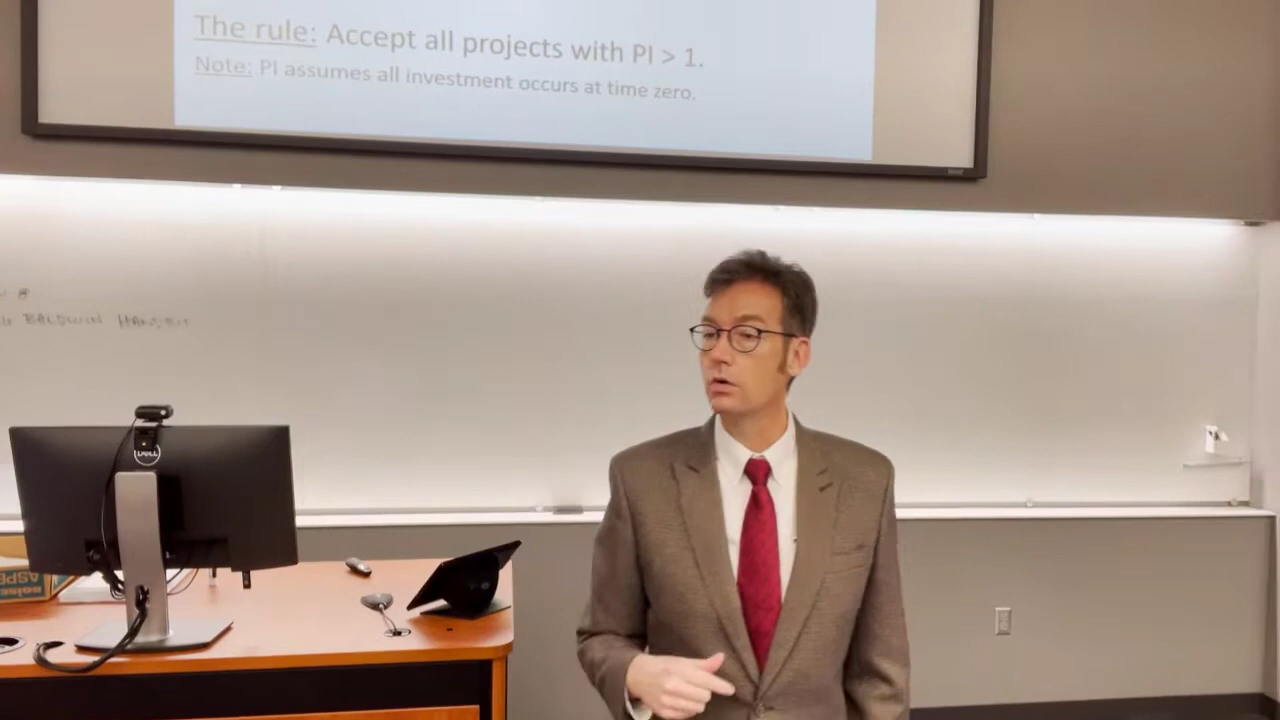 The rule: Accept all projects with PI > 1.
Note: PI assumes all investment occurs at time zero.
BALDWIN
DELL